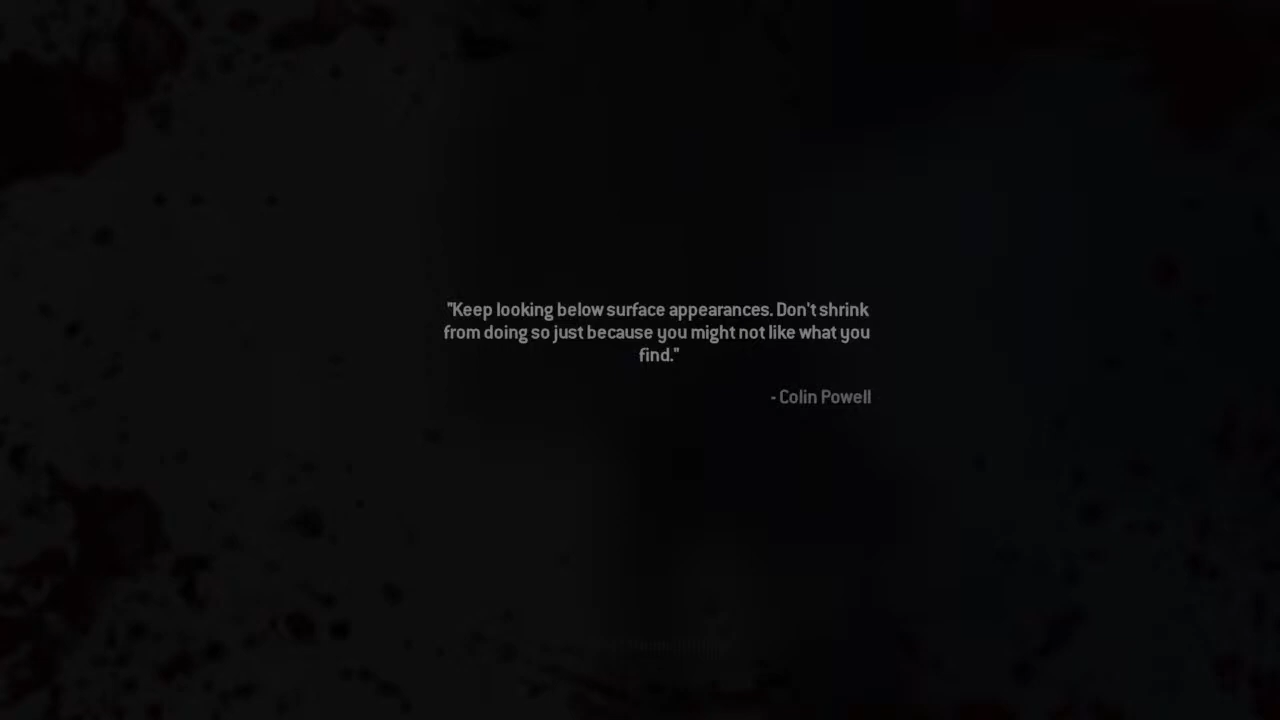 "Keep looking below surface appearances. Don't shrink
from doing so just because you might not like what you
find."
- Colin Powell